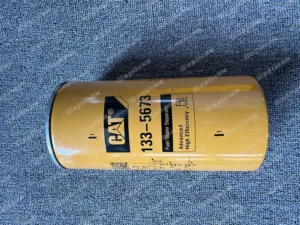 CAT
133-5673
Fuel Water Separator
Advanced
High Efficiency